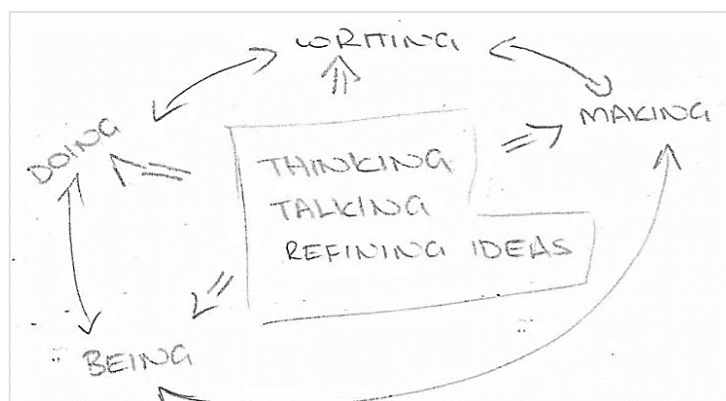 WRITING
MAKING
DOING
THINKING
TALKING
REFINING IDEAS
BEING